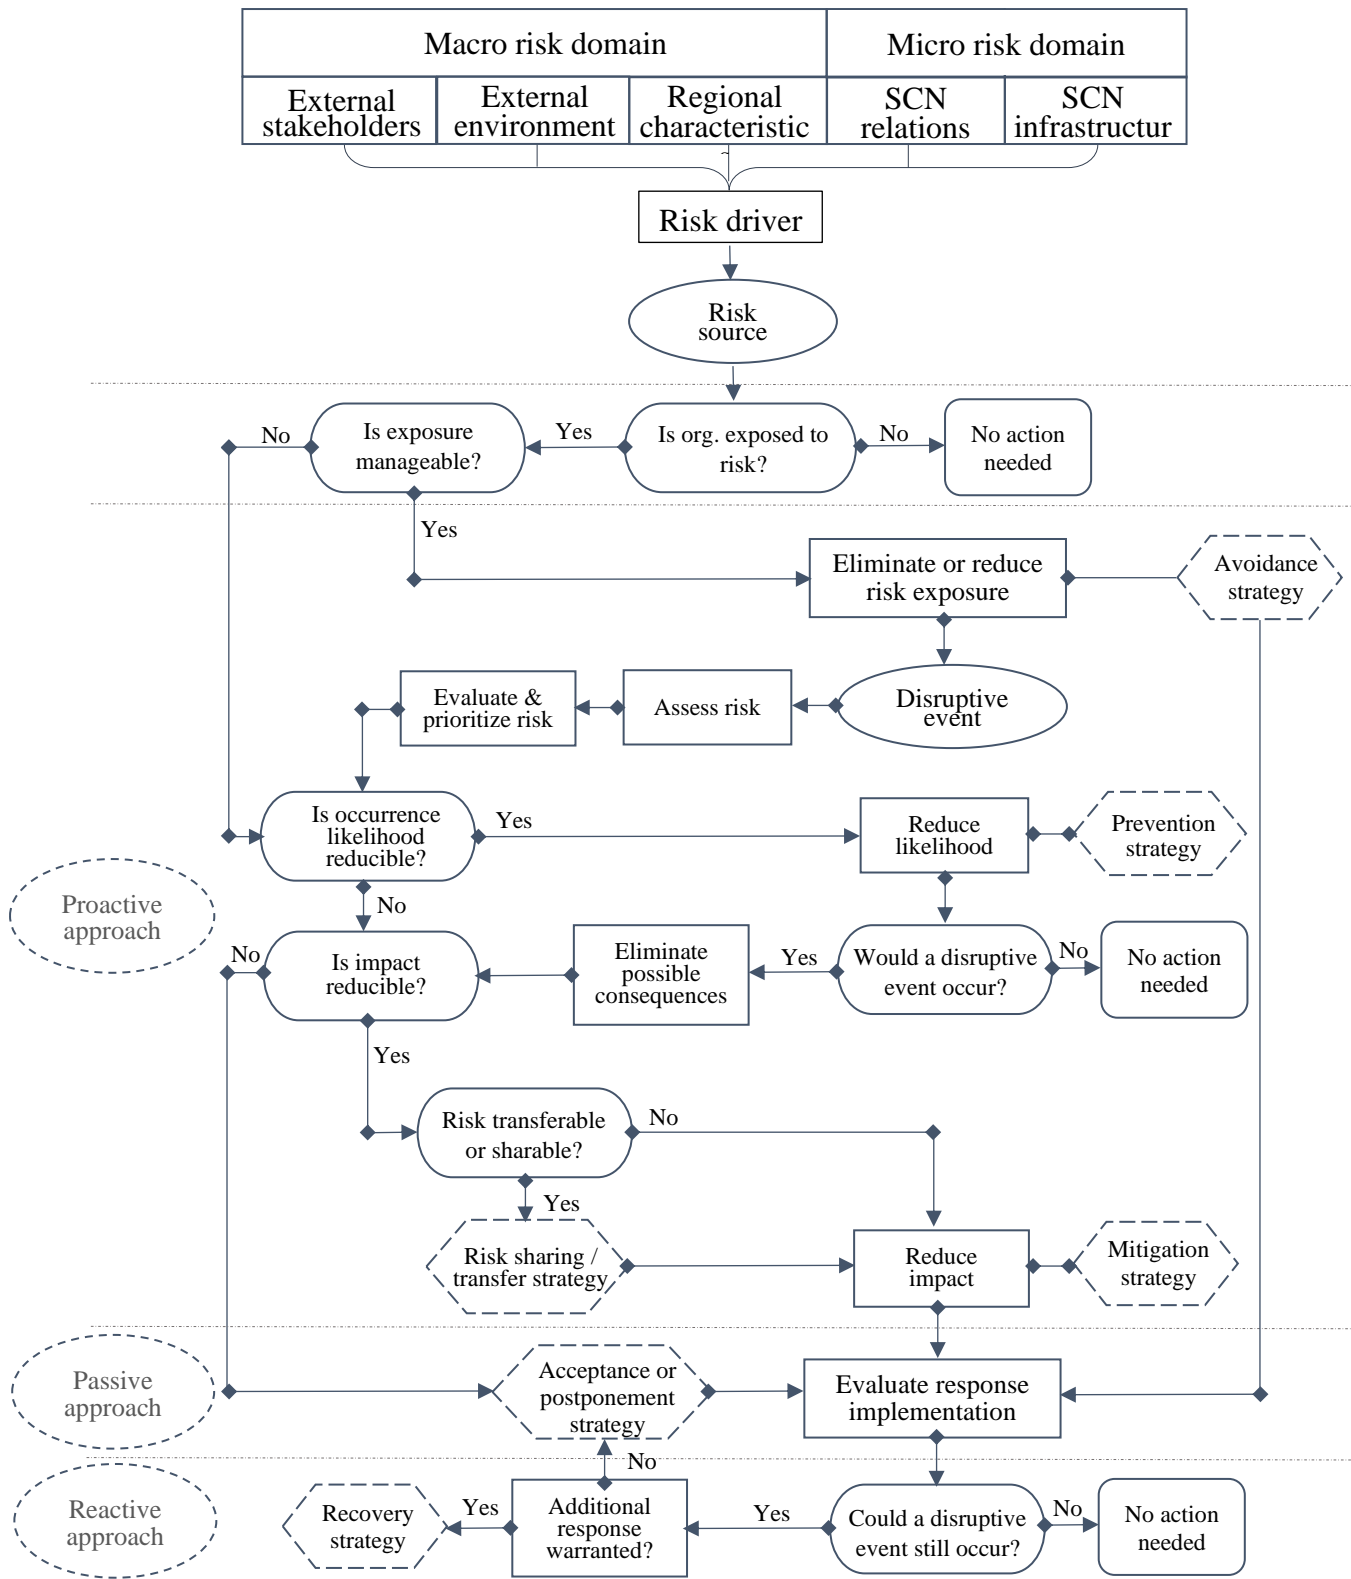 Macro risk domain
Micro risk domain
External
stakeholders
External
environment
Regional
characteristic
SCN
relations
SCN
infrastructur
Risk driver
Risk
source
Is exposure
manageable?
Is org. exposed to
risk?
No action
needed
No
Yes
No
Yes
Eliminate or reduce
risk exposure
Avoidance
strategy
Evaluate &
prioritize risk
Assess risk
Disruptive
event
Is occurrence
likelihood
reducible?
Yes
Reduce
likelihood
Prevention
strategy
Proactive
approach
No
No
Is impact
reducible?
Eliminate
possible
consequences
Yes
Would a disruptive
event occur?
No
No action
needed
Yes
Risk transferable
or sharable?
No
Yes
Risk sharing /
transfer strategy
Reduce
impact
Mitigation
strategy
Passive
approach
Acceptance or
postponement
strategy
Evaluate response
implementation
No
Reactive
approach
Recovery
strategy
Yes
Additional
response
warranted?
Yes
Could a disruptive
event still occur?
No
No action
needed